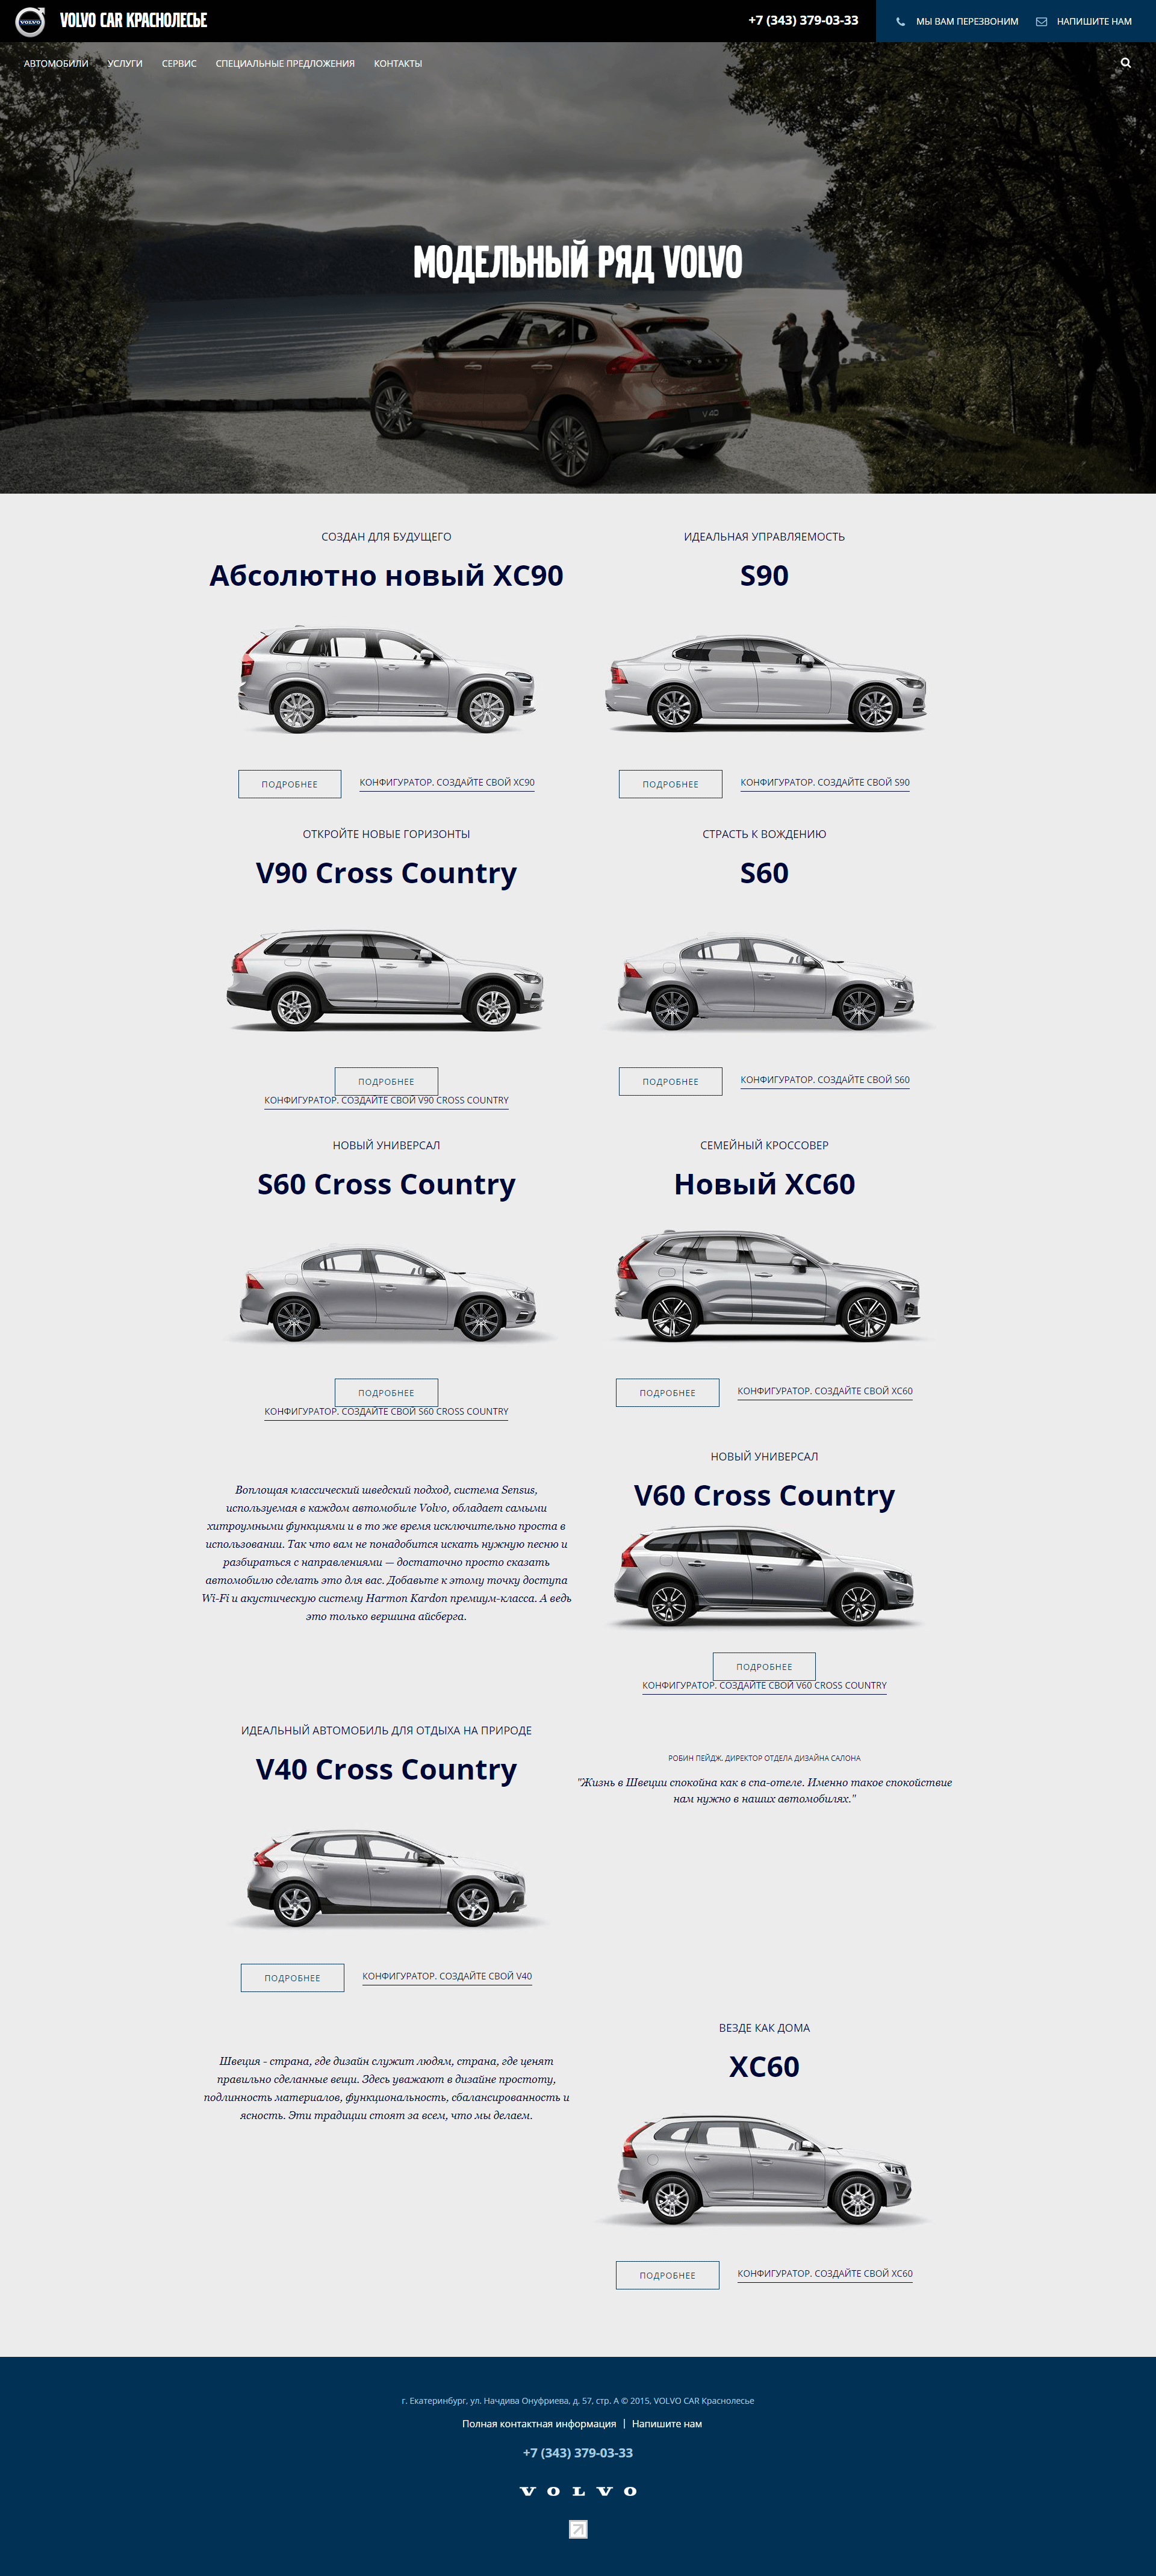 VOLVO
VOLVO CAR КРАСНОЛЕСЬЕ
+7 (343) 379-03-33
МЫ ВАМ ПЕРЕЗВОНИМ
НАПИШИТЕ НАМ
АВТОМОБИЛИ
УСЛУГИ
СЕРВИС
СПЕЦИАЛЬНЫЕ ПРЕДЛОЖЕНИЯ
КОНТАКТЫ
МОДЕЛЬНЫЙ РЯД VOLVO
V40
СОЗДАН ДЛЯ БУДУЩЕГО
Абсолютно новый XC90
ПОДРОБНЕЕ
КОНФИГУРАТОР. СОЗДАЙТЕ СВОЙ XC90
ИДЕАЛЬНАЯ УПРАВЛЯЕМОСТЬ
S90
ПОДРОБНЕЕ
КОНФИГУРАТОР. СОЗДАЙТЕ СВОЙ S90
ОТКРОЙТЕ НОВЫЕ ГОРИЗОНТЫ
V90 Cross Country
ПОДРОБНЕЕ
КОНФИГУРАТОР. СОЗДАЙТЕ СВОЙ V90 CROSS COUNTRY
СТРАСТЬ К ВОЖДЕНИЮ
S60
ПОДРОБНЕЕ
КОНФИГУРАТОР. СОЗДАЙТЕ СВОЙ S60
НОВЫЙ УНИВЕРСАЛ
S60 Cross Country
ПОДРОБНЕЕ
КОНФИГУРАТОР. СОЗДАЙТЕ СВОЙ S60 CROSS COUNTRY
СЕМЕЙНЫЙ КРОССОВЕР
Новый XC60
ПОДРОБНЕЕ
КОНФИГУРАТОР. СОЗДАЙТЕ СВОЙ XC60
Воплощая классический шведский подход, система Sensus,
используемая в каждом автомобиле Volvo, обладает самыми
хитроумными функциями и в то же время исключительно проста в
использовании. Так что вам не понадобится искать нужную песню и
разбираться с направлениями — достаточно просто сказать
автомобилю сделать это для вас. Добавьте к этому точку доступа
Wi-Fi и акустическую систему Harmon Kardon премиум-класса. А ведь
это только вершина айсберга.
НОВЫЙ УНИВЕРСАЛ
V60 Cross Country
ПОДРОБНЕЕ
КОНФИГУРАТОР. СОЗДАЙТЕ СВОЙ V60 CROSS COUNTRY
ИДЕАЛЬНЫЙ АВТОМОБИЛЬ ДЛЯ ОТДЫХА НА ПРИРОДЕ
V40 Cross Country
ПОДРОБНЕЕ
КОНФИГУРАТОР. СОЗДАЙТЕ СВОЙ V40
РОБИН ПЕЙДЖ. ДИРЕКТОР ОТДЕЛА ДИЗАЙНА САЛОНА
"Жизнь в Швеции спокойна как в спа-отеле. Именно такое спокойствие
нам нужно в наших автомобилях."
Швеция - страна, где дизайн служит людям, страна, где ценят
правильно сделанные вещи. Здесь уважают в дизайне простоту,
подлинность материалов, функциональность, сбалансированность и
ясность. Эти традиции стоят за всем, что мы делаем.
ВЕЗДЕ КАК ДОМА
XC60
ПОДРОБНЕЕ
КОНФИГУРАТОР. СОЗДАЙТЕ СВОЙ XC60
г. Екатеринбург, ул. Начдива Онуфриева, д. 57, стр. А © 2015, VOLVO CAR Краснолесье
Полная контактная информация | Напишите нам
+7 (343) 379-03-33
VOLVO